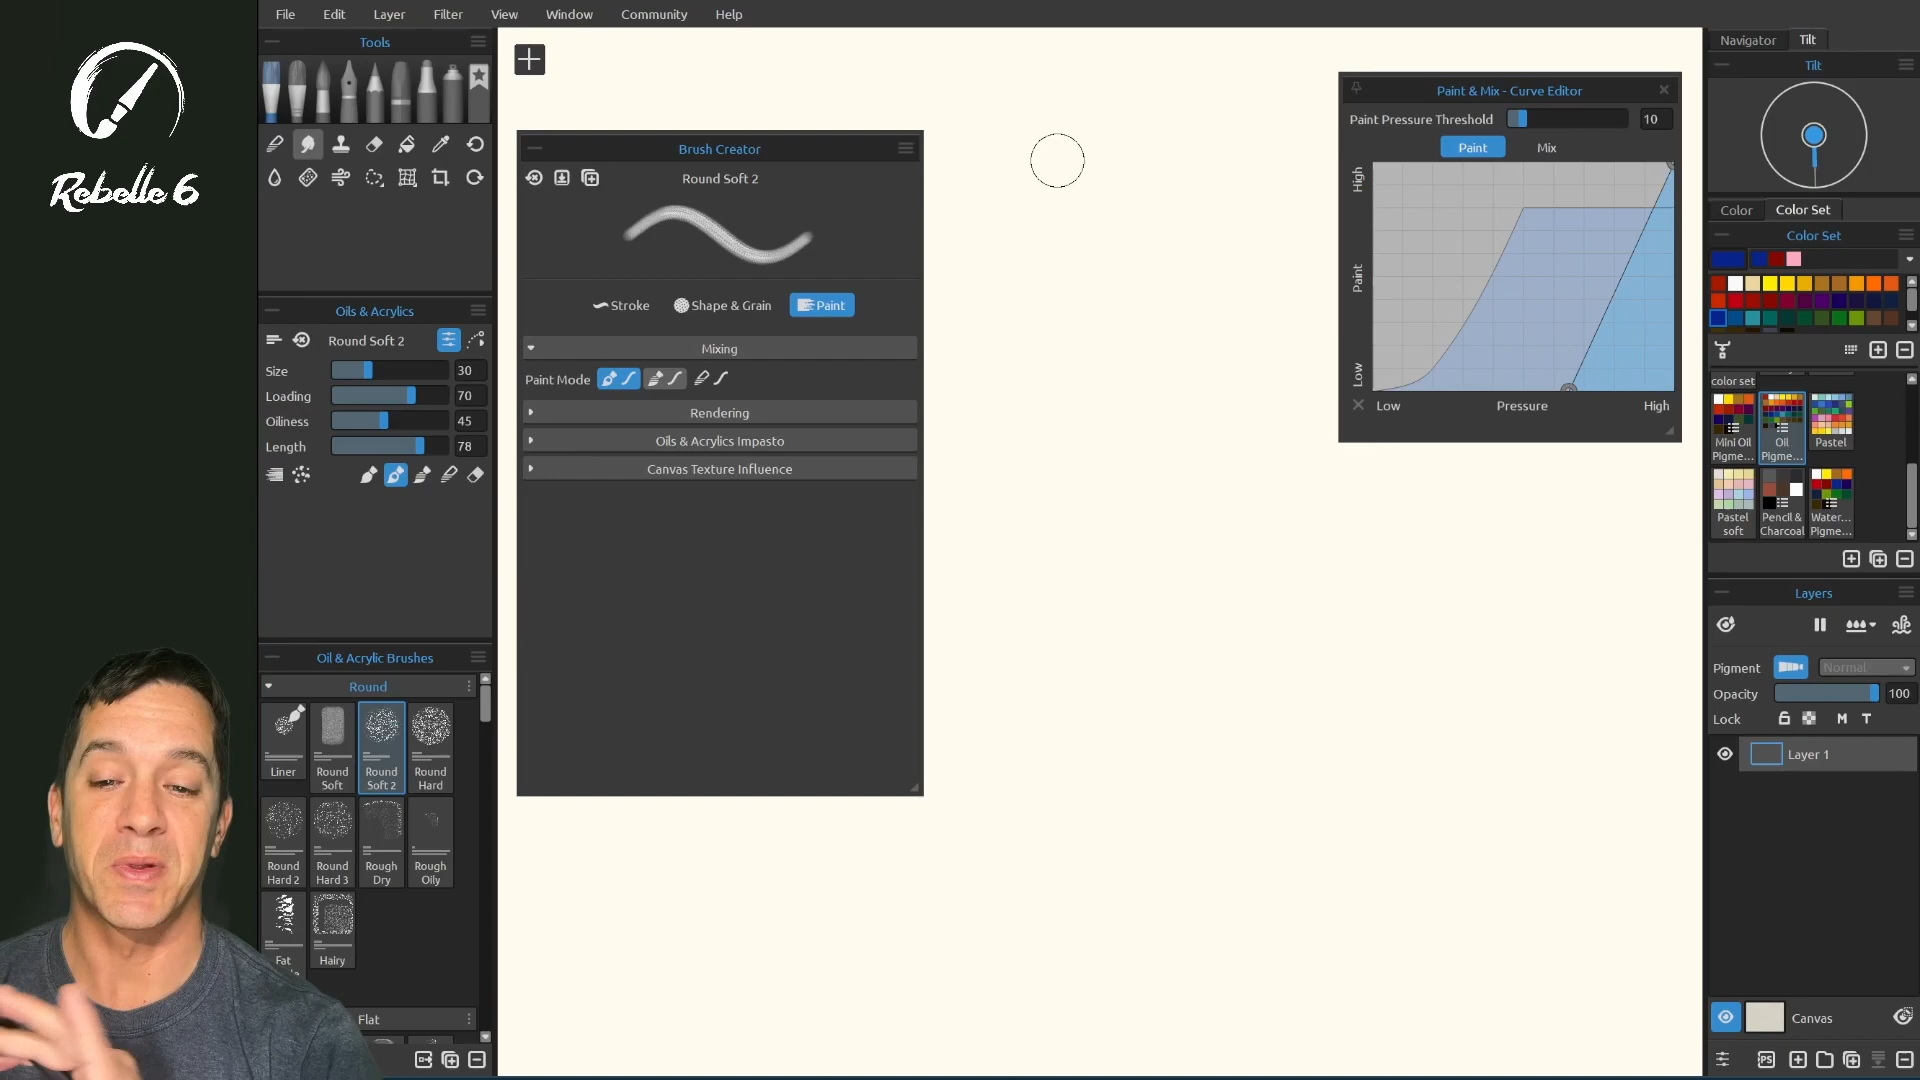 Rebelle 6
File Edit Layer Filter View Window Community Help
Tools
Oils & Acrylics
Round Soft 2
Size 30
Loading 70
Oiliness 45
Length 78
Oil & Acrylic Brushes
Round
Liner
Round Soft
Round Soft 2
Round Hard
Round Hard 2
Round Hard 3
Rough Dry
Rough Oily
Fat
Hairy
Flat
Brush Creator
Round Soft 2
Stroke Shape & Grain Paint
Mixing
Paint Mode
Rendering
Oils & Acrylics Impasto
Canvas Texture Influence
Paint & Mix - Curve Editor
Paint Pressure Threshold 10
Paint Mix
High
Paint
Low
Low Pressure High
Navigator Tilt
Tilt
Color Color Set
Color Set
color set
Mini Oil Pigme...
Oil Pigme...
Pastel
Pastel soft
Pencil & Charcoal
Water... Pigme...
Layers
Pigment Normal
Opacity 100
Lock M T
Layer 1
Canvas
PS